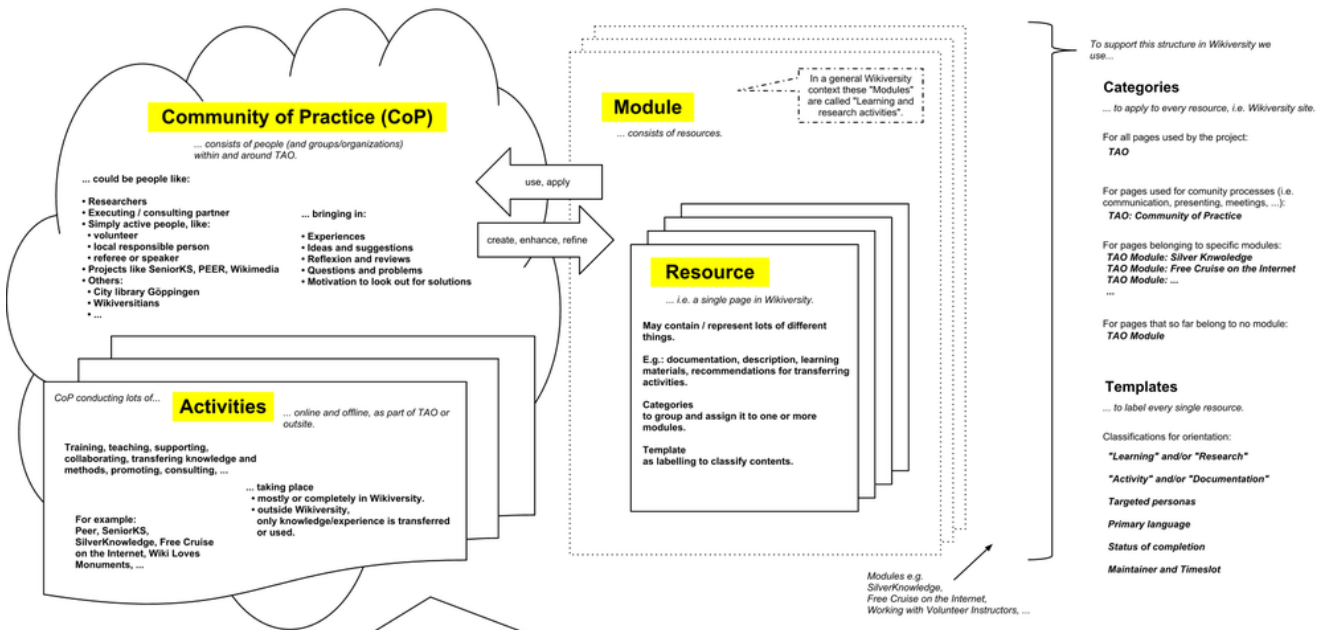 Community of Practice (CoP)
... consists of people (and groups/organizations)
within and around TAO.
... could be people like:
• Researchers
• Executing / consulting partner
• Simply active people, like:
• volunteer
• local responsible person
• referee or speaker
• Projects like SeniorKS, PEER, Wikimedia
• Others:
• City library Göppingen
• Wikiversitians
• ...
... bringing in:
• Experiences
• Ideas and suggestions
• Reflexion and reviews
• Questions and problems
• Motivation to look out for solutions
CoP conducting lots of...
Activities
... online and offline, as part of TAO or
outsite.
Training, teaching, supporting,
collaborating, transfering knowledge and
methods, promoting, consulting, ...
... taking place
• mostly or completely in Wikiversity.
• outside Wikiversity,
only knowledge/experience is transferred
or used.
For example:
Peer, SeniorKS,
SilverKnowledge, Free Cruise
on the Internet, Wiki Loves
Monuments, ...
use, apply
create, enhance, refine
Module
... consists of resources.
In a general Wikiversity
context these "Modules"
are called "Learning and
research activities".
Resource
... i.e. a single page in Wikiversity.
May contain / represent lots of different
things.
E.g.: documentation, description, learning
materials, recommendations for transferring
activities.
Categories
to group and assign it to one or more
modules.
Template
as labelling to classify contents.
Modules e.g.
SilverKnowledge,
Free Cruise on the Internet,
Working with Volunteer Instructors, ...
To support this structure in Wikiversity we
use...
Categories
... to apply to every resource, i.e. Wikiversity site.
For all pages used by the project:
TAO
For pages used for comunity processes (i.e.
communication, presenting, meetings, ...):
TAO: Community of Practice
For pages belonging to specific modules:
TAO Module: Silver Knwoledge
TAO Module: Free Cruise on the Internet
TAO Module: ...
...
For pages that so far belong to no module:
TAO Module
Templates
... to label every single resource.
Classifications for orientation:
"Learning" and/or "Research"
"Activity" and/or "Documentation"
Targeted personas
Primary language
Status of completion
Maintainer and Timeslot